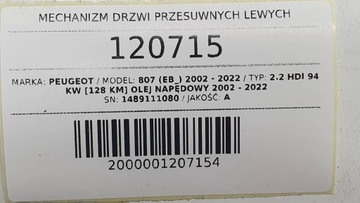 MECHANIZM DRZWI PRZESUWNYCH LEWYCH
120715
MARKA: PEUGEOT / MODEL: 807 (EB_) 2002 - 2022 / TYP: 2.2 HDI 94
KW [128 KM] OLEJ NAPĘDOWY 2002 - 2022
SN: 1489111080 / JAKOŚĆ: A
2000001207154